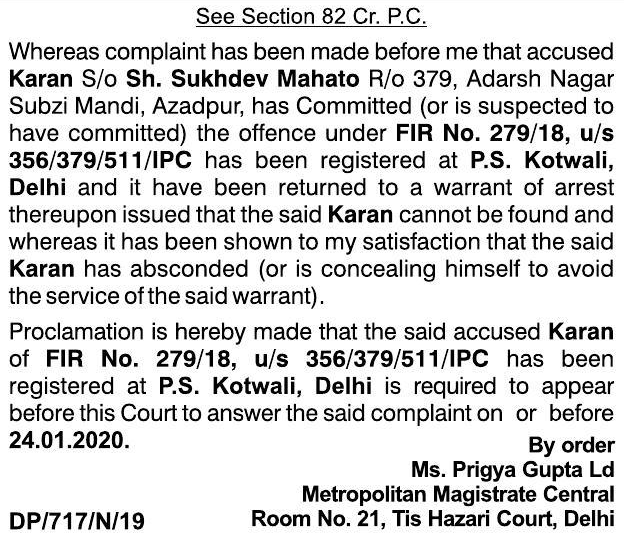 See Section 82 Cr. P.C.
Whereas complaint has been made before me that accused
Karan S/o Sh. Sukhdev Mahato R/o 379, Adarsh Nagar
Subzi Mandi, Azadpur, has Committed (or is suspected to
have committed) the offence under FIR No. 279/18, u/s
356/379/511/IPC has been registered at P.S. Kotwali,
Delhi and it have been returned to a warrant of arrest
thereupon issued that the said Karan cannot be found and
whereas it has been shown to my satisfaction that the said
Karan has absconded (or is concealing himself to avoid
the service of the said warrant).
Proclamation is hereby made that the said accused Karan
of FIR No. 279/18, u/s 356/379/511/IPC has been
registered at P.S. Kotwali, Delhi is required to appear
before this Court to answer the said complaint on or before
24.01.2020.
By order
Ms. Prigya Gupta Ld
Metropolitan Magistrate Central
DP/717/N/19 Room No. 21, Tis Hazari Court, Delhi